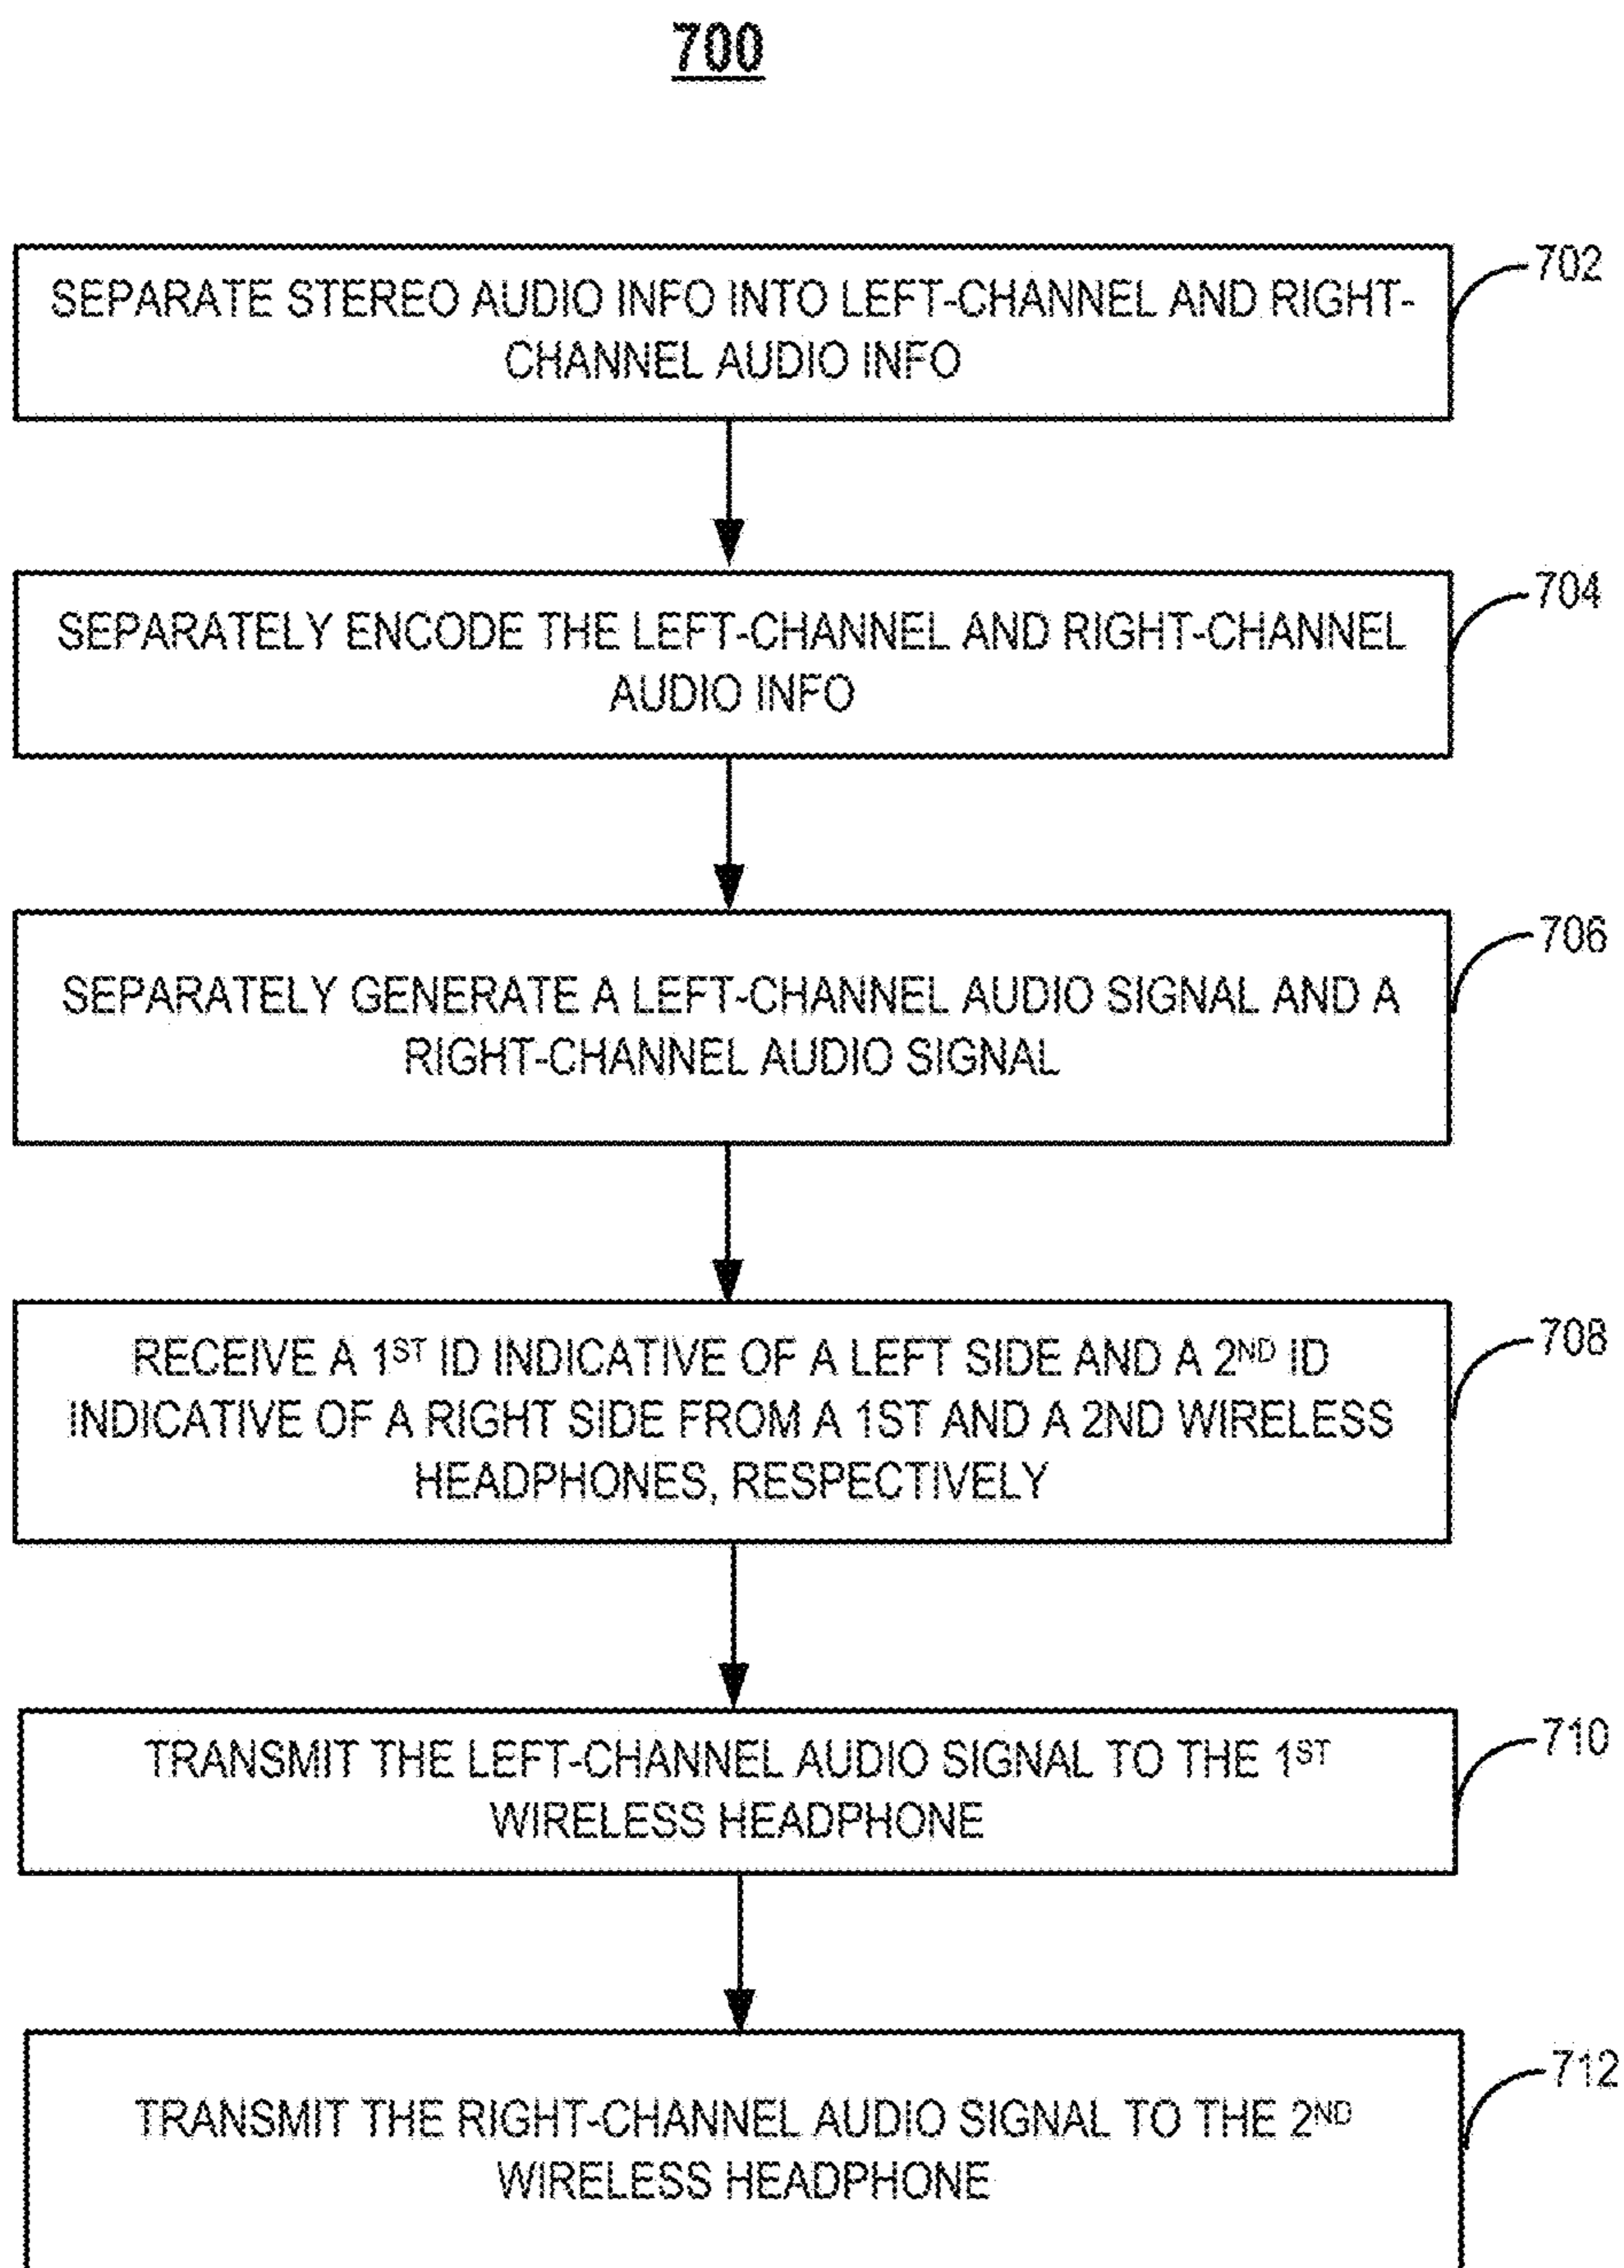 700
702
SEPARATE STEREO AUDIO INFO INTO LEFT-CHANNEL AND RIGHT-
CHANNEL AUDIO INFO
704
SEPARATELY ENCODE THE LEFT-CHANNEL AND RIGHT-CHANNEL
AUDIO INFO
706
SEPARATELY GENERATE A LEFT-CHANNEL AUDIO SIGNAL AND A
RIGHT-CHANNEL AUDIO SIGNAL
708
RECEIVE A 1ST ID INDICATIVE OF A LEFT SIDE AND A 2ND ID
INDICATIVE OF A RIGHT SIDE FROM A 1ST AND A 2ND WIRELESS
HEADPHONES, RESPECTIVELY
710
TRANSMIT THE LEFT-CHANNEL AUDIO SIGNAL TO THE 1ST
WIRELESS HEADPHONE
712
TRANSMIT THE RIGHT-CHANNEL AUDIO SIGNAL TO THE 2ND
WIRELESS HEADPHONE